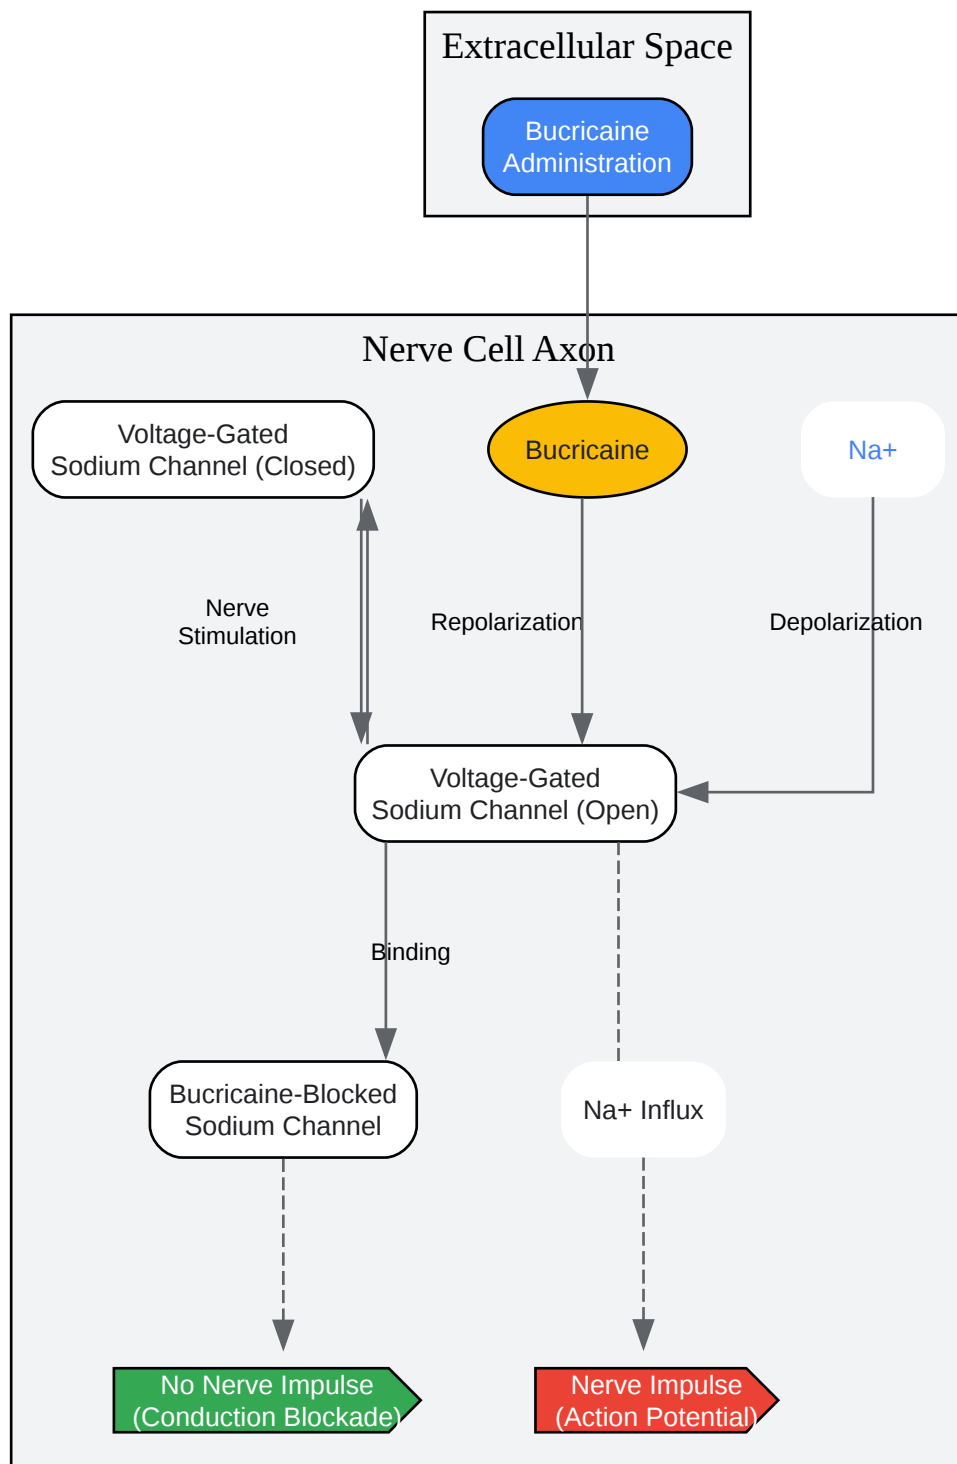 Extracellular Space
Bucricaine
Administration
Nerve Cell Axon
Voltage-Gated
Sodium Channel (Closed)
Bucricaine
Na+
Nerve
Stimulation
Repolarization
Depolarization
Voltage-Gated
Sodium Channel (Open)
Binding
Bucricaine-Blocked
Sodium Channel
Na+ Influx
No Nerve Impulse
(Conduction Blockade)
Nerve Impulse
(Action Potential)